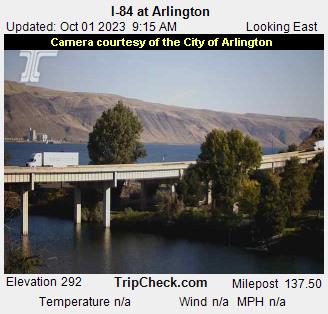 I-84 at Arlington
Updated: Oct 01 2023 9:15 AM Looking East
Camera courtesy of the City of Arlington
Elevation 292 TripCheck.com Milepost 137.50
Temperature n/a Wind n/a MPH n/a